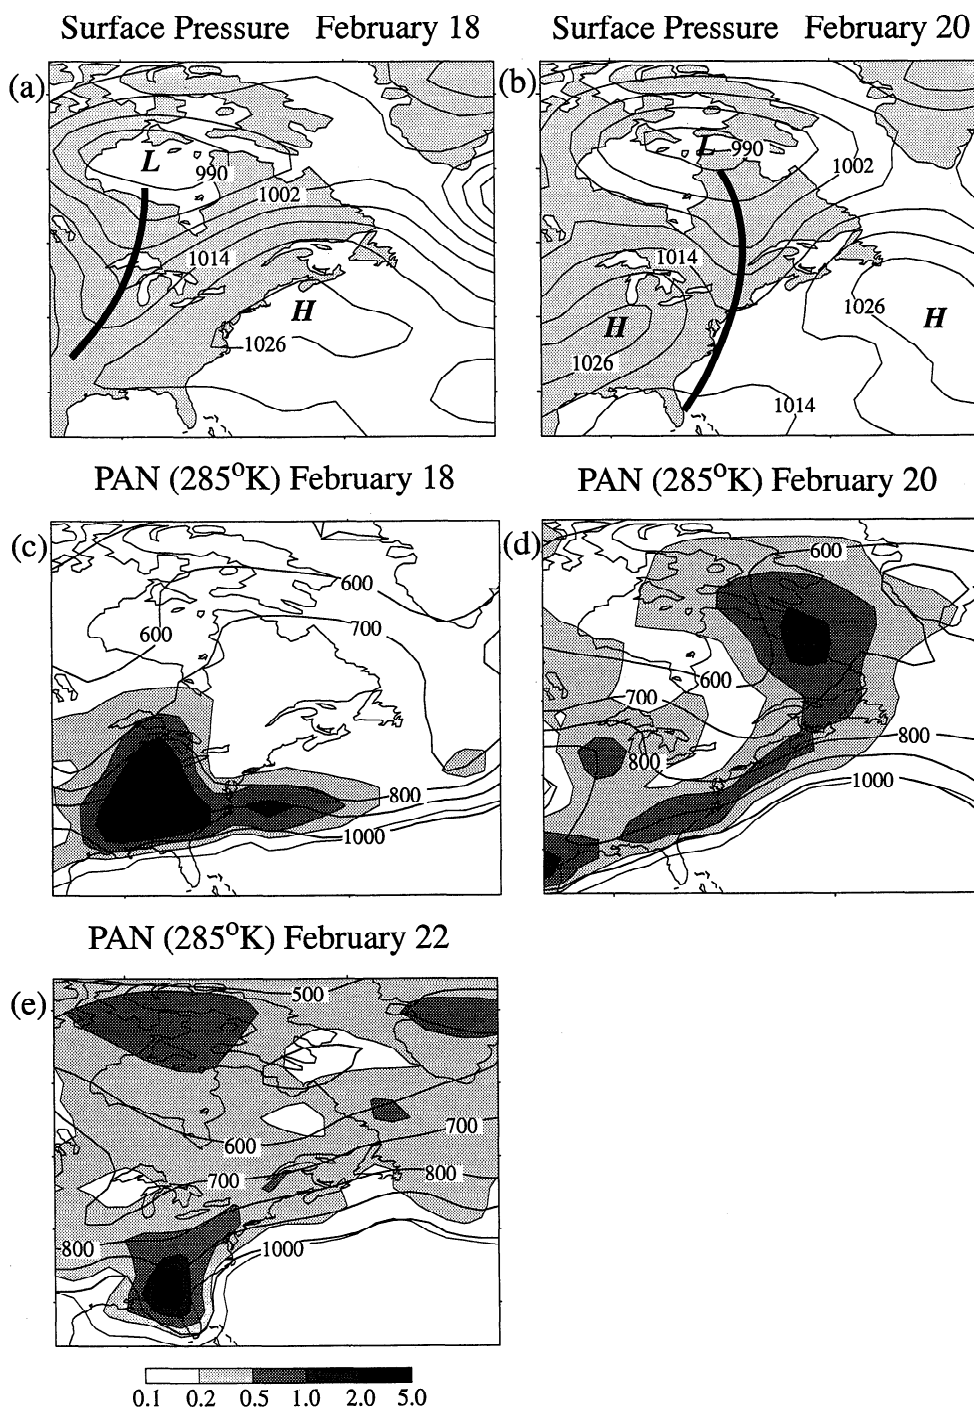 Surface Pressure February 18
Surface Pressure February 20
(a)
L
990
1002
1014
H
1026
(b)
L
990
1002
1014
1026
H
H
1026
1014
PAN (285°K) February 18
PAN (285°K) February 20
(c)
600
600
700
800
1000
(d)
600
600
700
800
800
1000
PAN (285°K) February 22
(e)
500
700
600
700
800
800
1000
0.1 0.2 0.5 1.0 2.0 5.0